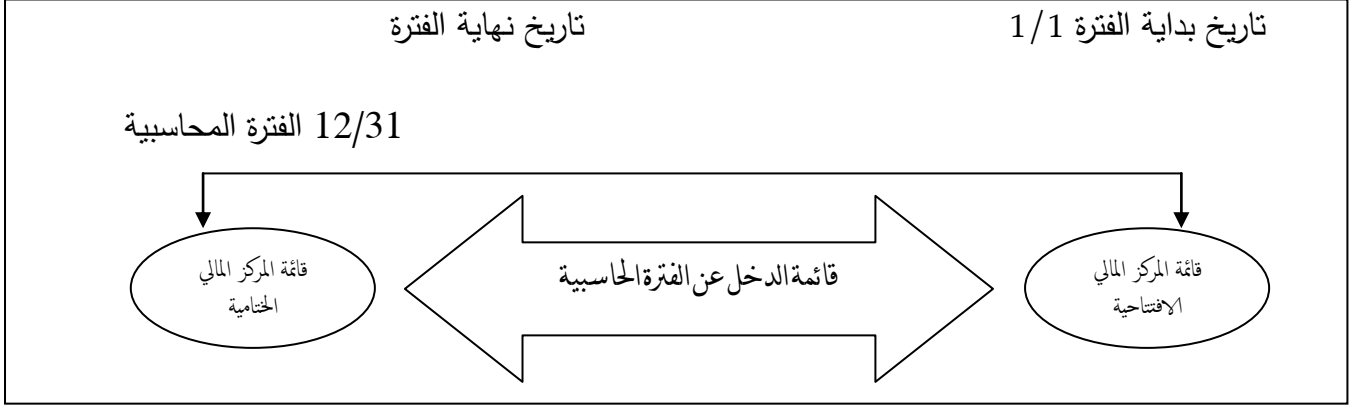 تاريخ بداية الفترة 1/1
تاريخ نهاية الفترة
12/31 الفترة المحاسبية
قائمة المركز المالي
الافتتاحية
قائمة الدخل عن الفترة الحاسبية
قائمة المركز المالي
الختامية